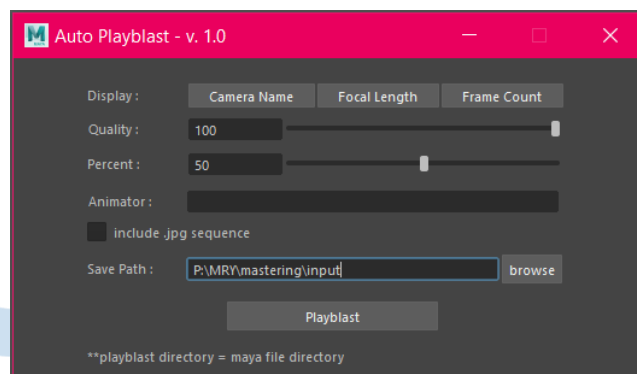 Auto Playblast - v. 1.0
Display : Camera Name Focal Length Frame Count
Quality : 100
Percent : 50
Animator :
include .jpg sequence
Save Path : P:\MRY\mastering\input browse
Playblast
**playblast directory = maya file directory